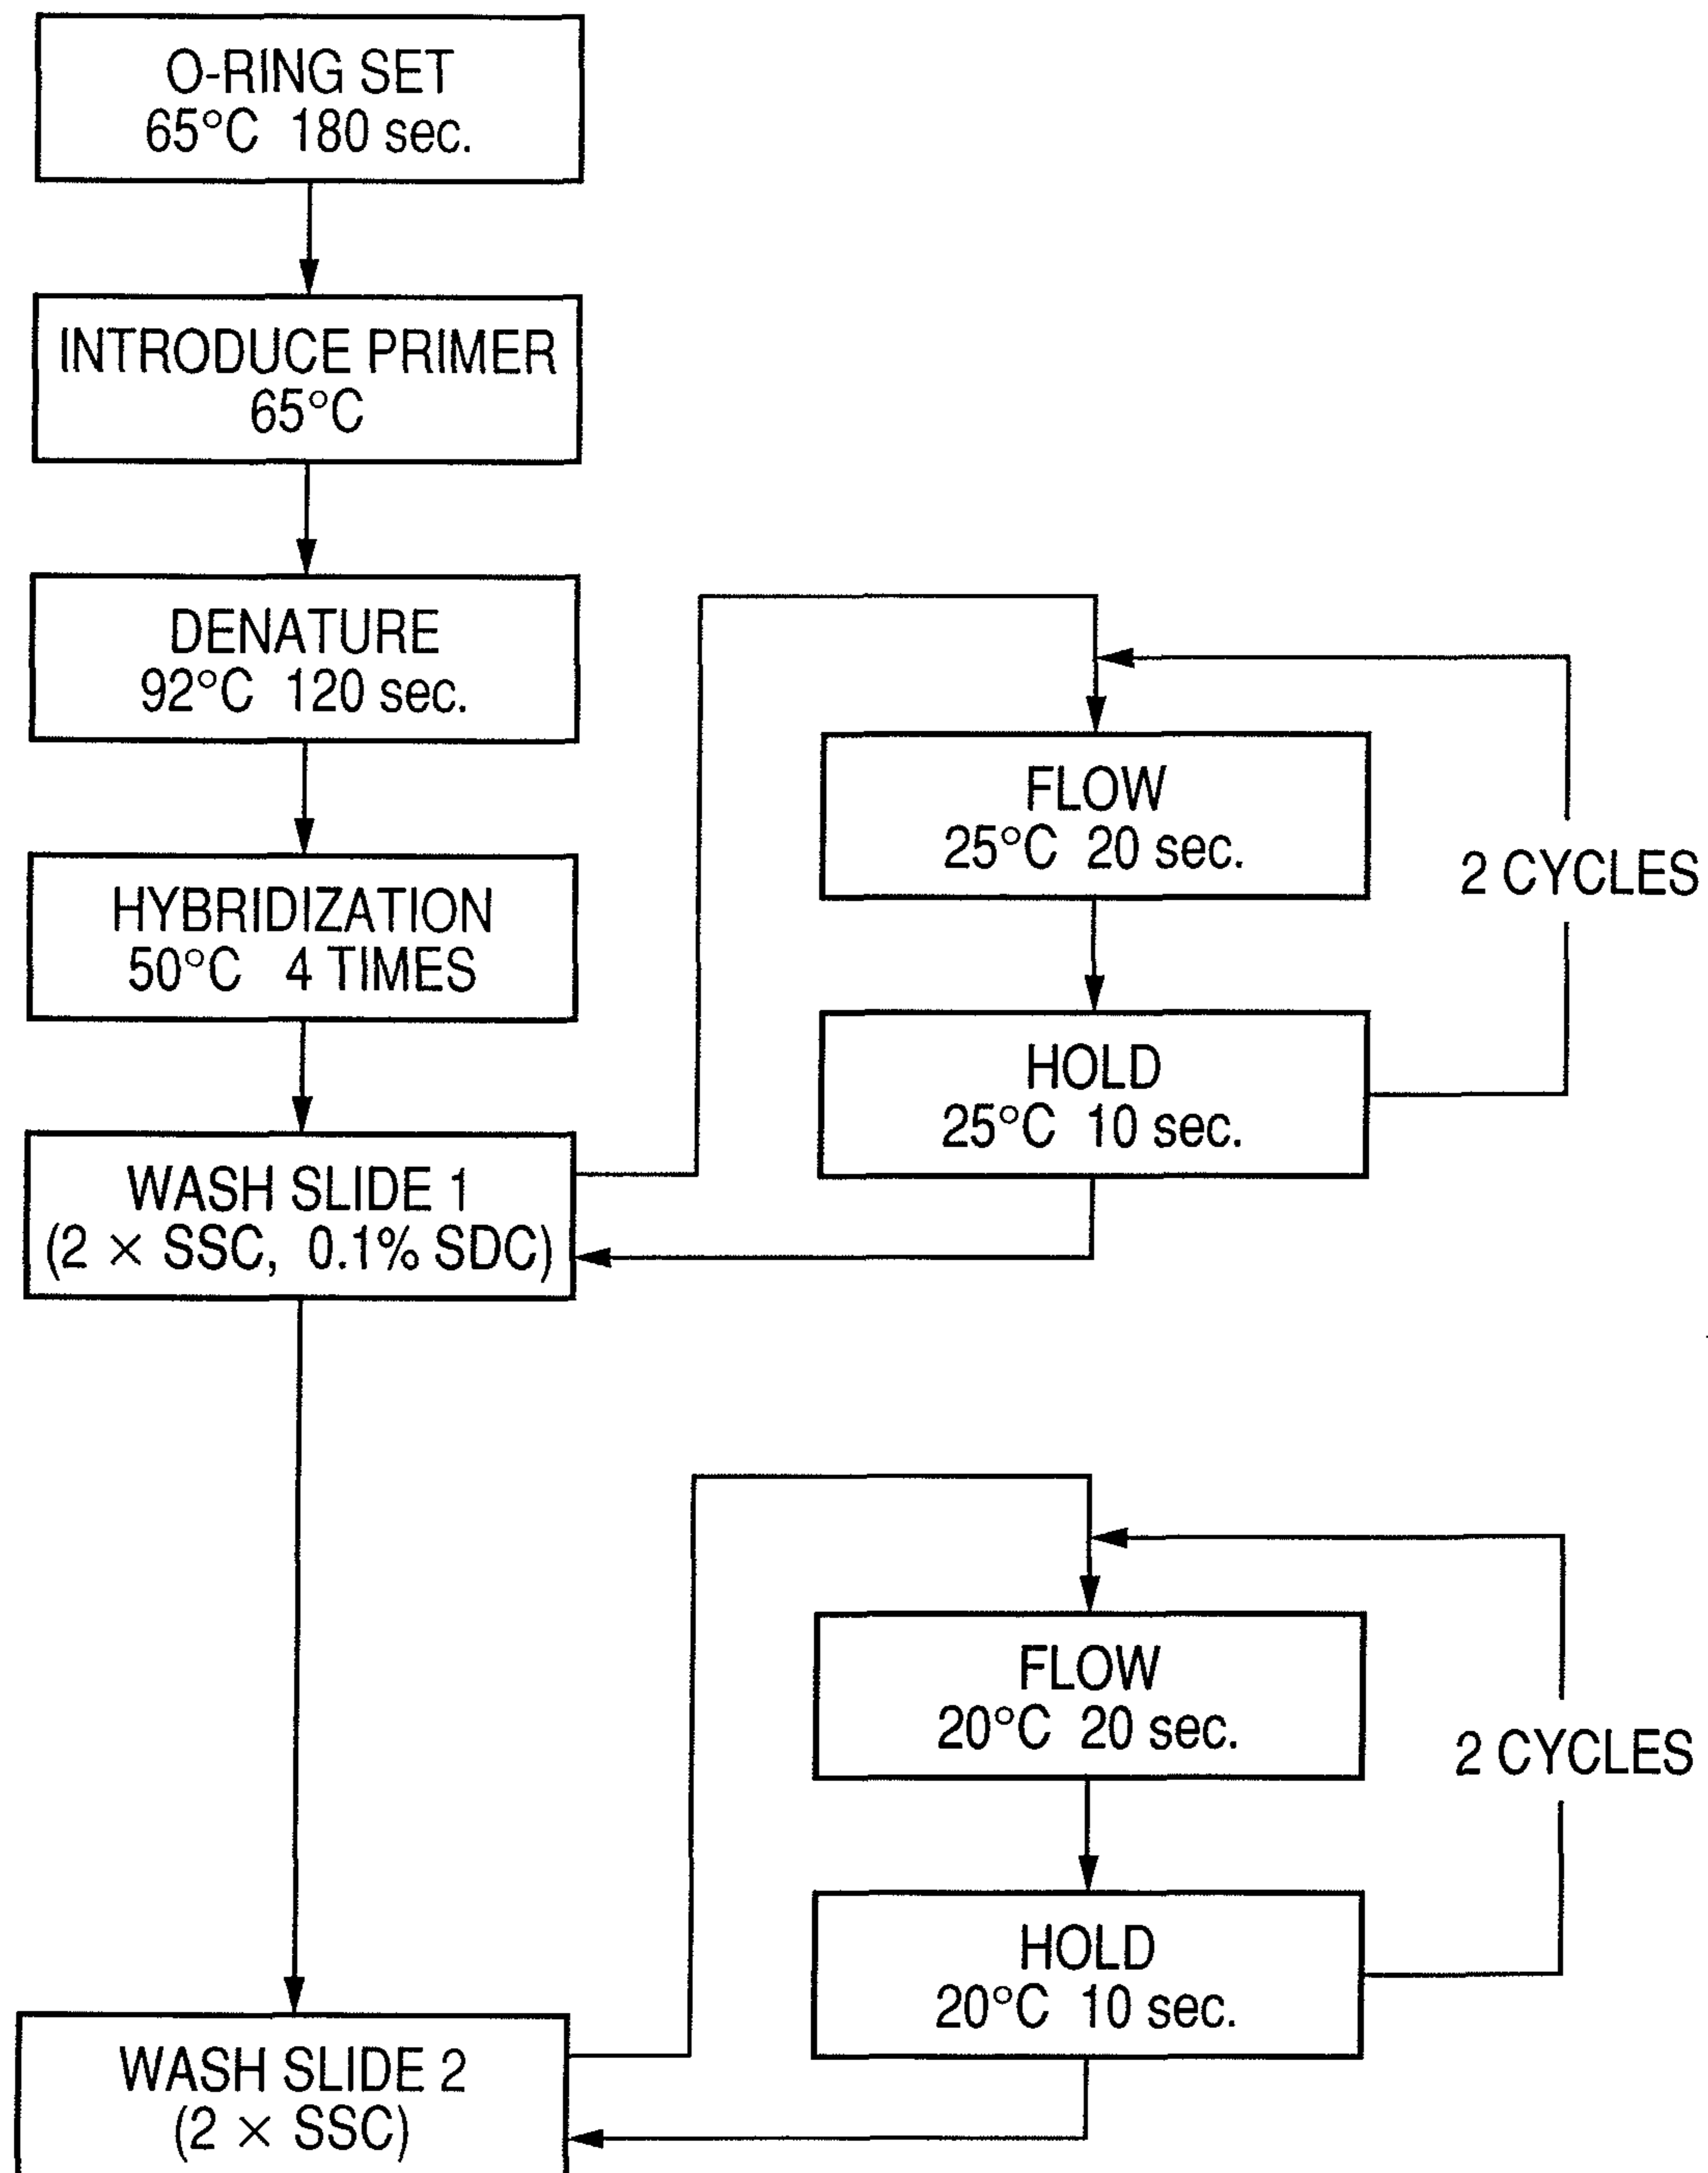 O-RING SET
65°C 180 sec.
INTRODUCE PRIMER
65°C
DENATURE
92°C 120 sec.
HYBRIDIZATION
50°C 4 TIMES
WASH SLIDE 1
(2 × SSC, 0.1% SDC)
FLOW
25°C 20 sec.
HOLD
25°C 10 sec.
2 CYCLES
WASH SLIDE 2
(2 × SSC)
FLOW
20°C 20 sec.
HOLD
20°C 10 sec.
2 CYCLES